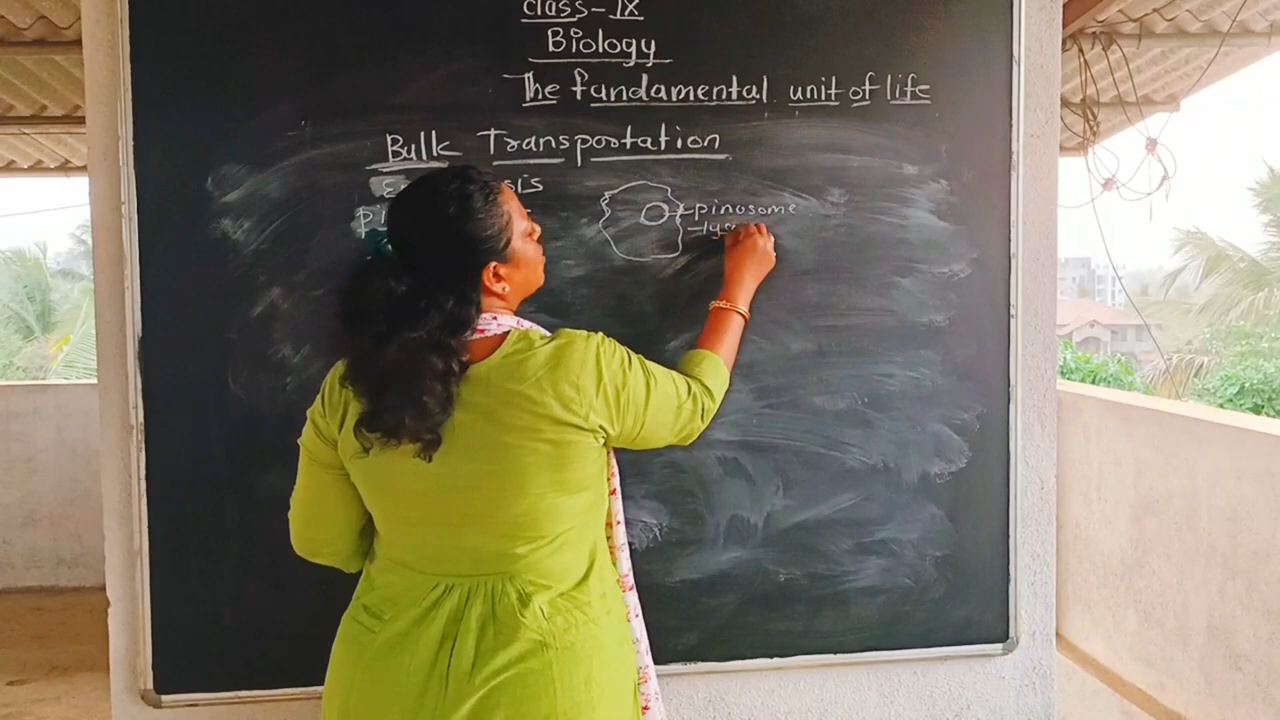 class-IX
Biology
The fundamental unit of life
Bulk Transportation
pinosome